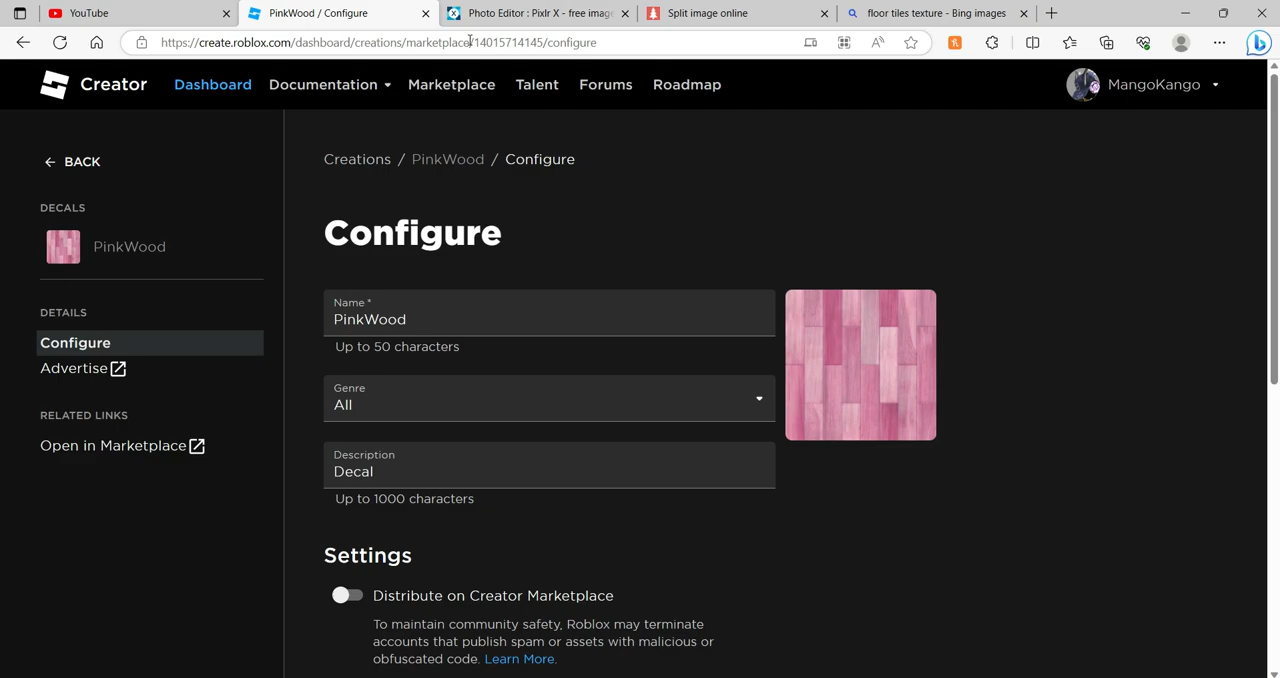 YouTube
PinkWood / Configure
Photo Editor : Pixlr X - free imag
Split image online
floor tiles texture - Bing images
https://create.roblox.com/dashboard/creations/marketplace/14015714145/configure
Creator
Dashboard
Documentation
Marketplace
Talent
Forums
Roadmap
MangoKango
BACK
Creations / PinkWood / Configure
DECALS
PinkWood
Configure
DETAILS
Configure
Advertise
RELATED LINKS
Open in Marketplace
Name *
PinkWood
Up to 50 characters
Genre
All
Description
Decal
Up to 1000 characters
Settings
Distribute on Creator Marketplace
To maintain community safety, Roblox may terminate
accounts that publish spam or assets with malicious or
obfuscated code. Learn More.